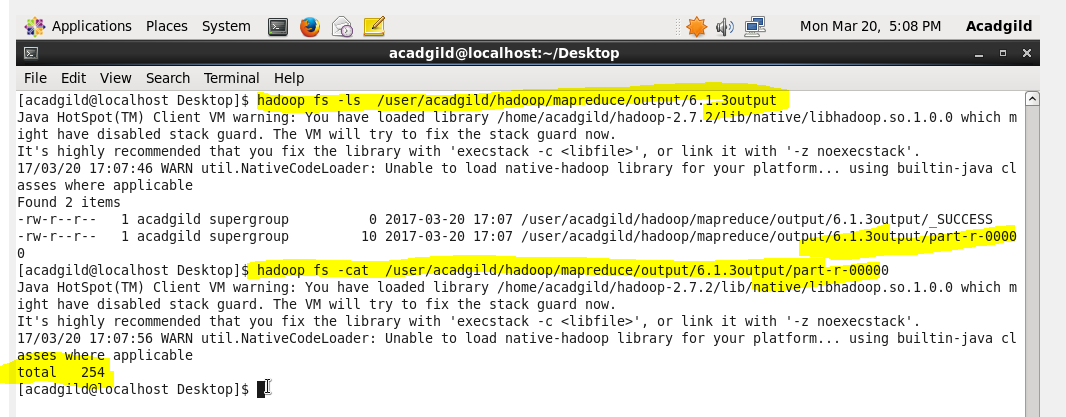 Applications Places System Mon Mar 20, 5:08 PM Acadgild
acadgild@localhost:~/Desktop
File Edit View Search Terminal Help
[acadgild@localhost Desktop]$ hadoop fs -ls  /user/acadgild/hadoop/mapreduce/output/6.1.3output
Java HotSpot(TM) Client VM warning: You have loaded library /home/acadgild/hadoop-2.7.2/lib/native/libhadoop.so.1.0.0 which m
ight have disabled stack guard. The VM will try to fix the stack guard now.
It's highly recommended that you fix the library with 'execstack -c <libfile>', or link it with '-z noexecstack'.
17/03/20 17:07:46 WARN util.NativeCodeLoader: Unable to load native-hadoop library for your platform... using builtin-java cl
asses where applicable
Found 2 items
-rw-r--r--   1 acadgild supergroup          0 2017-03-20 17:07 /user/acadgild/hadoop/mapreduce/output/6.1.3output/_SUCCESS
-rw-r--r--   1 acadgild supergroup         10 2017-03-20 17:07 /user/acadgild/hadoop/mapreduce/output/6.1.3output/part-r-0000
0
[acadgild@localhost Desktop]$ hadoop fs -cat  /user/acadgild/hadoop/mapreduce/output/6.1.3output/part-r-00000
Java HotSpot(TM) Client VM warning: You have loaded library /home/acadgild/hadoop-2.7.2/lib/native/libhadoop.so.1.0.0 which m
ight have disabled stack guard. The VM will try to fix the stack guard now.
It's highly recommended that you fix the library with 'execstack -c <libfile>', or link it with '-z noexecstack'.
17/03/20 17:07:56 WARN util.NativeCodeLoader: Unable to load native-hadoop library for your platform... using builtin-java cl
asses where applicable
total   254
[acadgild@localhost Desktop]$